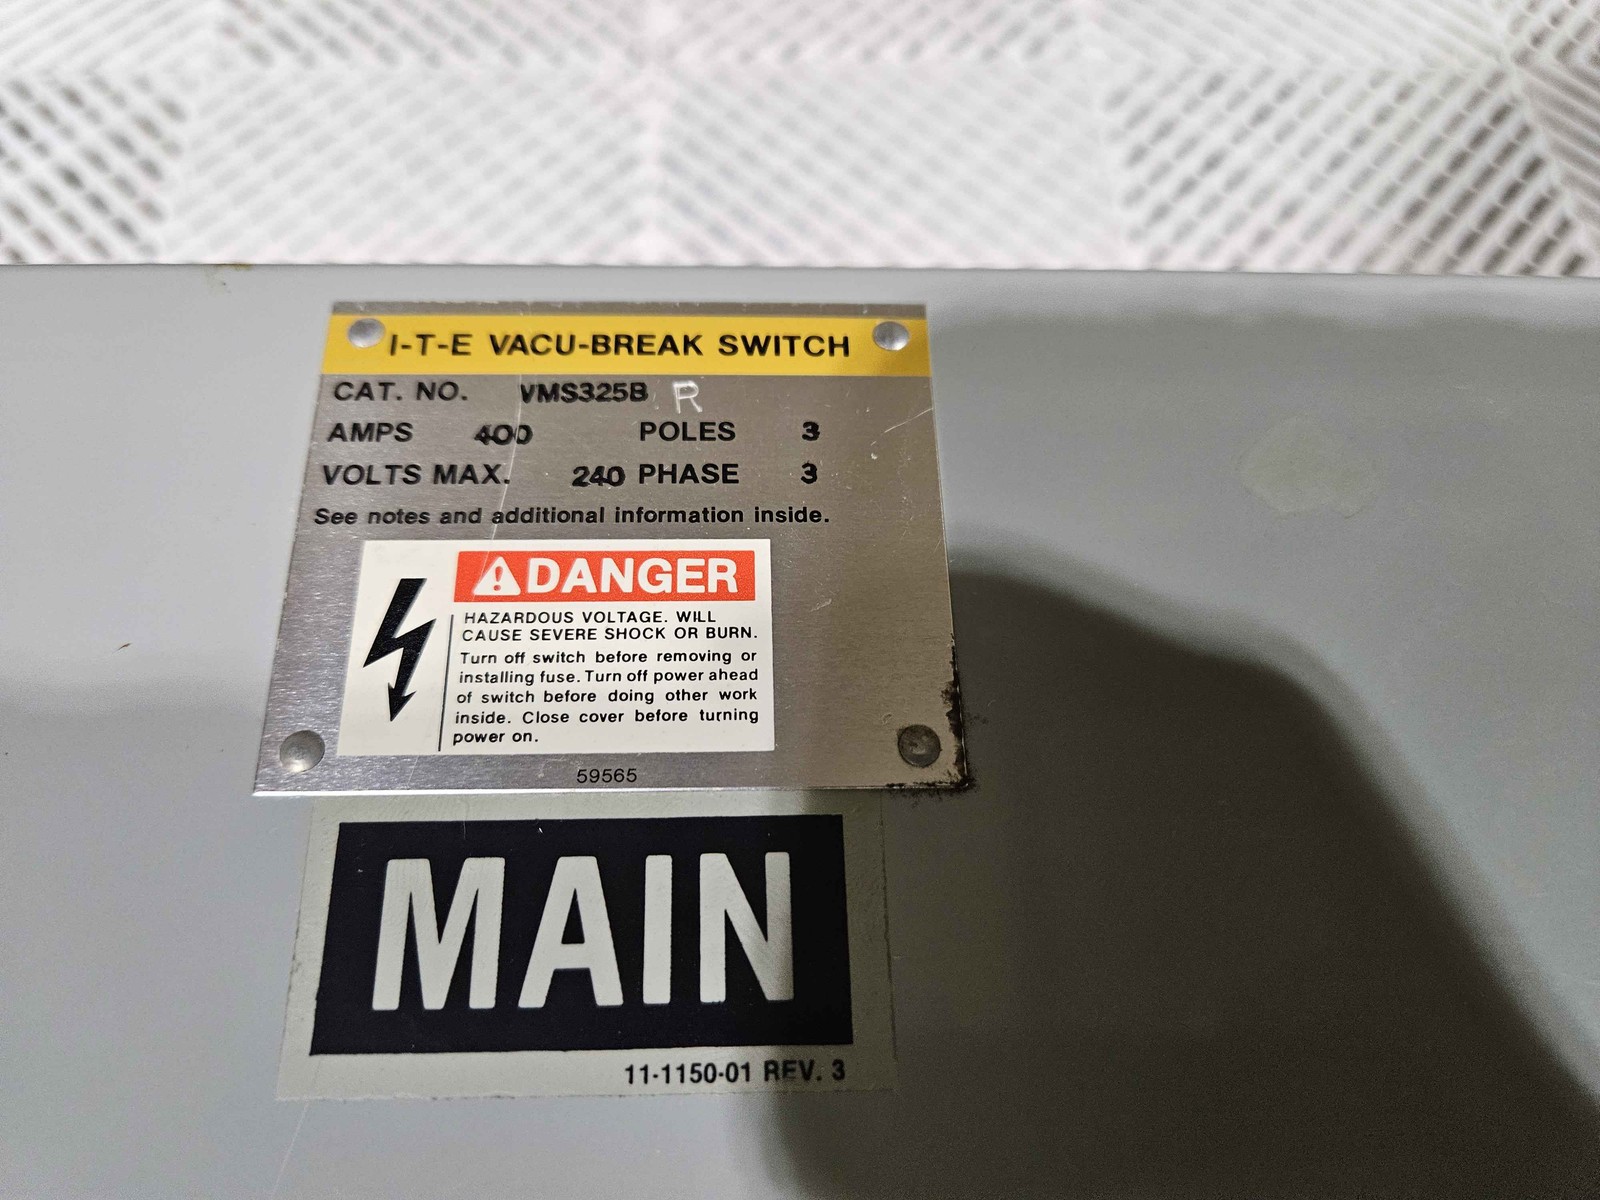 I-T-E VACU-BREAK SWITCH
CAT. NO. VMS325B R
AMPS 400 POLES 3
VOLTS MAX. 240 PHASE 3
See notes and additional information inside.
DANGER
HAZARDOUS VOLTAGE. WILL
CAUSE SEVERE SHOCK OR BURN.
Turn off switch before removing or
installing fuse. Turn off power ahead
of switch before doing other work
inside. Close cover before turning
power on.
59565
MAIN
11-1150-01 REV. 3